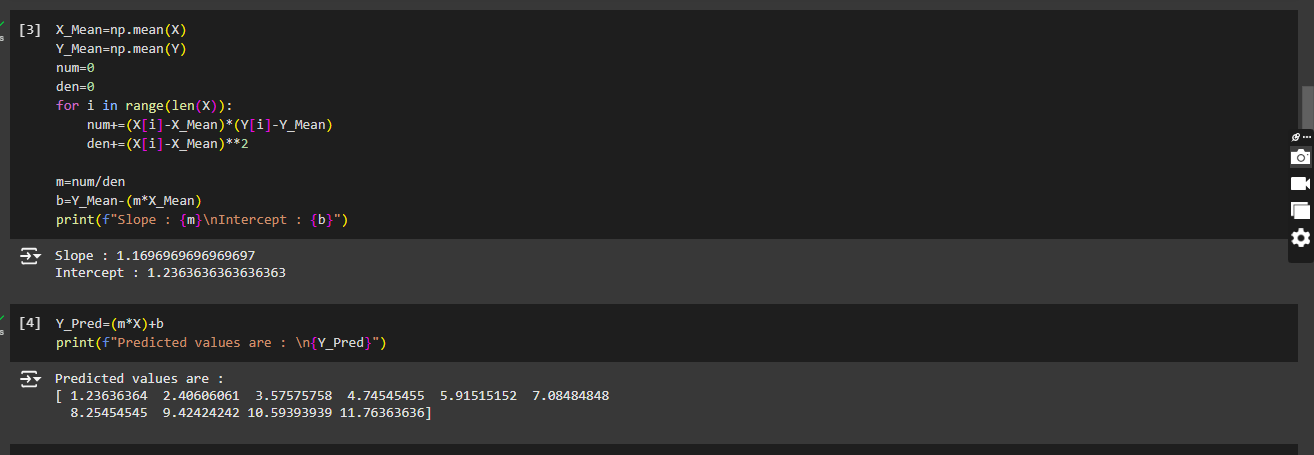 [3] X_Mean=np.mean(X)
Y_Mean=np.mean(Y)
num=0
den=0
for i in range(len(X)):
    num+=(X[i]-X_Mean)*(Y[i]-Y_Mean)
    den+=(X[i]-X_Mean)**2
m=num/den
b=Y_Mean-(m*X_Mean)
print(f"Slope : {m}\nIntercept : {b}")
Slope : 1.1696969696969697
Intercept : 1.2363636363636363
[4] Y_Pred=(m*X)+b
print(f"Predicted values are : \n{Y_Pred}")
Predicted values are :
[ 1.23636364  2.40606061  3.57575758  4.74545455  5.91515152  7.08484848
  8.25454545  9.42424242 10.59393939 11.76363636]